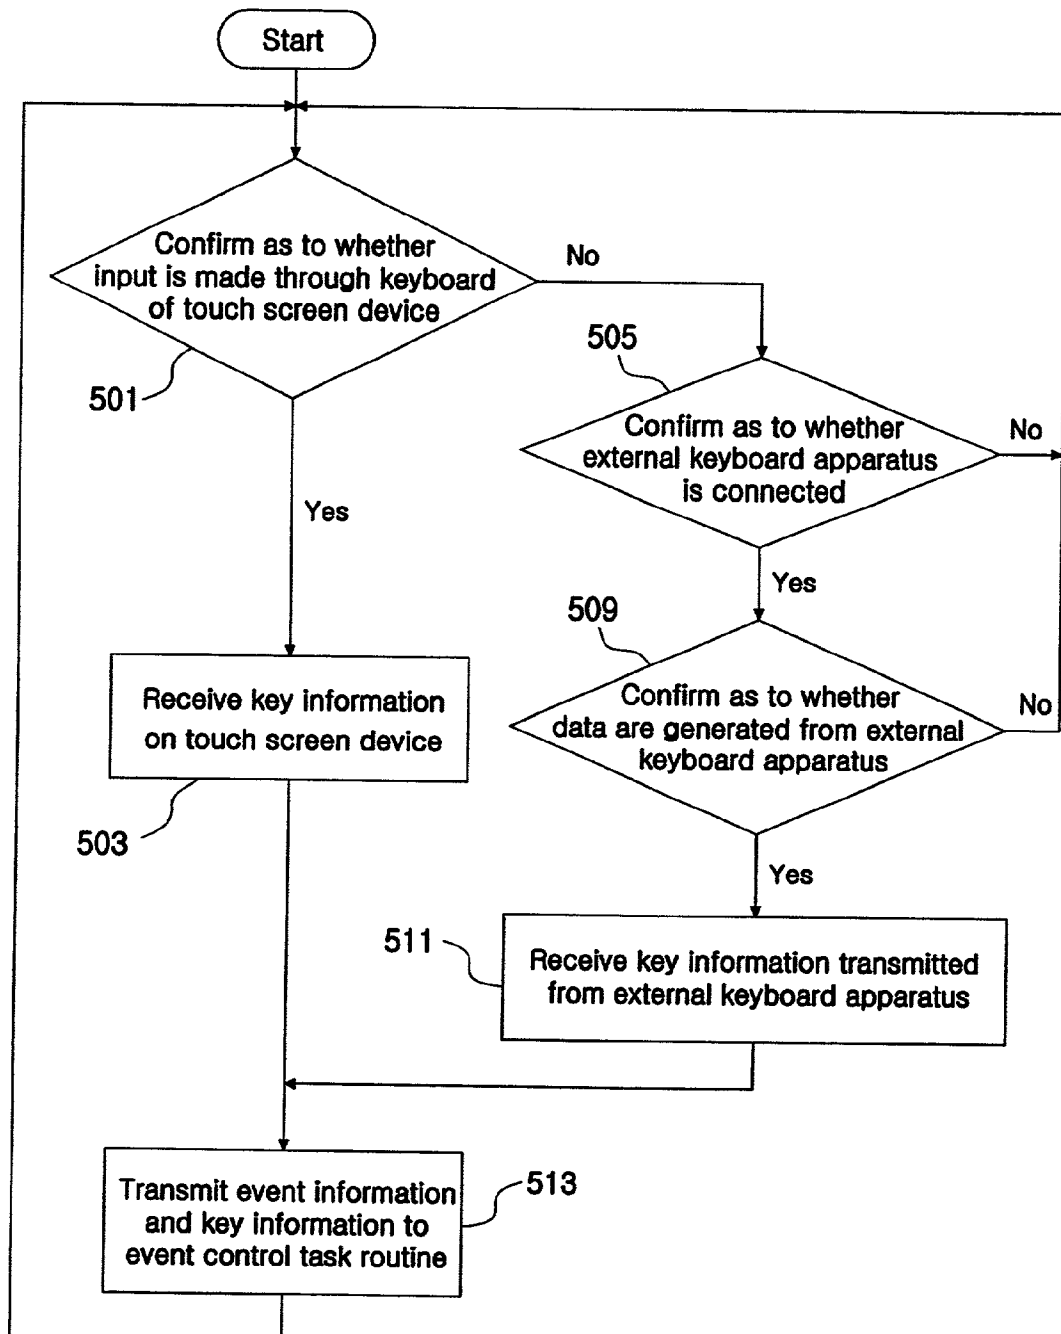 Start
Confirm as to whether
input is made through keyboard
of touch screen device
No
501
505
Confirm as to whether
external keyboard apparatus
is connected
No
Yes
Yes
509
Confirm as to whether
data are generated from external
keyboard apparatus
No
Receive key information
on touch screen device
503
Yes
511
Receive key information transmitted
from external keyboard apparatus
Transmit event information
and key information to
event control task routine
513